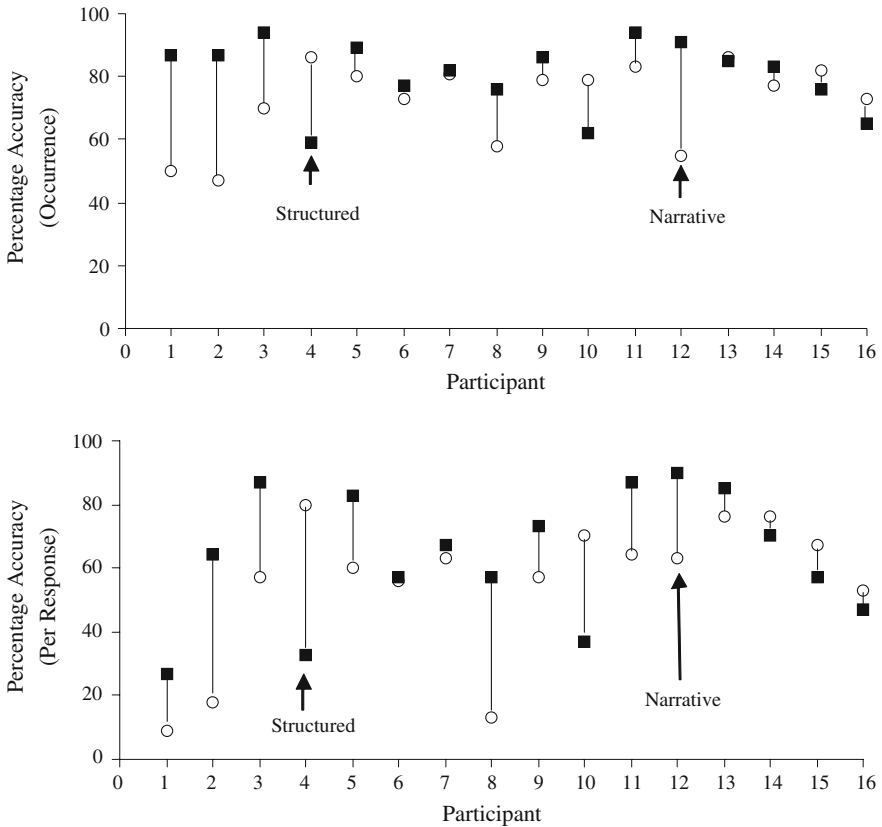 100
80
60
40
20
0
Percentage Accuracy
(Occurrence)
Structured
Narrative
0 1 2 3 4 5 6 7 8 9 10 11 12 13 14 15 16
Participant
100
80
60
40
20
0
Percentage Accuracy
(Per Response)
Structured
Narrative
0 1 2 3 4 5 6 7 8 9 10 11 12 13 14 15 16
Participant